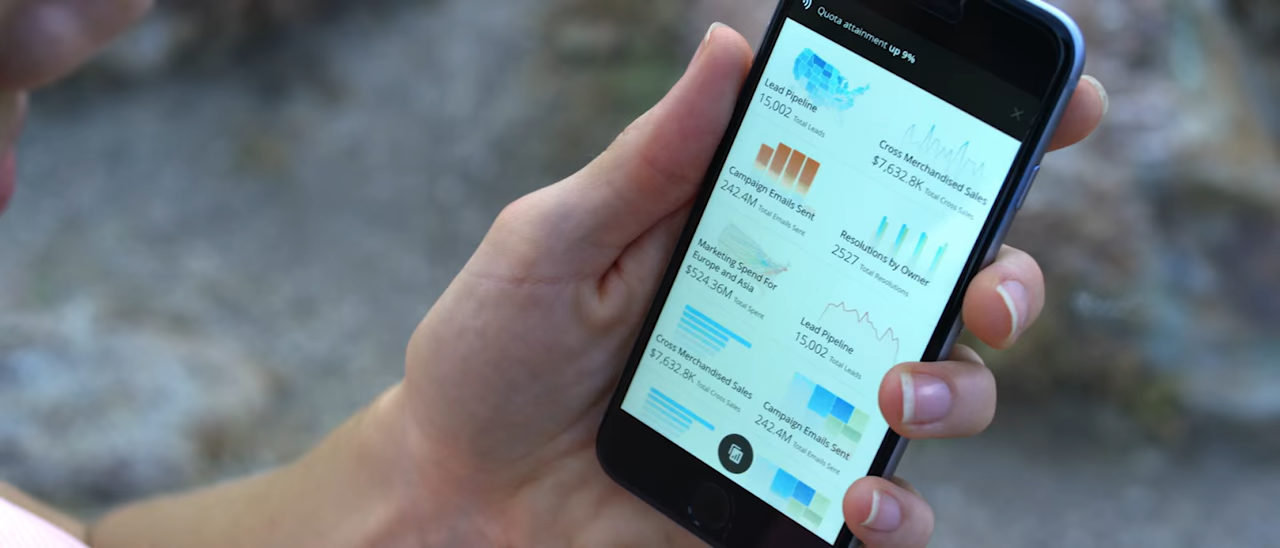 Quota attainment up 9%
Lead Pipeline
15,002 Total Leads
Cross Merchandised Sales
$7,632.8K Total Cross Sales
Campaign Emails Sent
242.4M Total Emails Sent
Resolutions by Owner
2527 Total Resolutions
Marketing Spend For
Europe and Asia
$524.36M Total Spent
Lead Pipeline
15,002 Total Leads
Cross Merchandised Sales
$7,632.8K Total Cross Sales
Campaign Emails Sent
242.4M Total Emails Sent